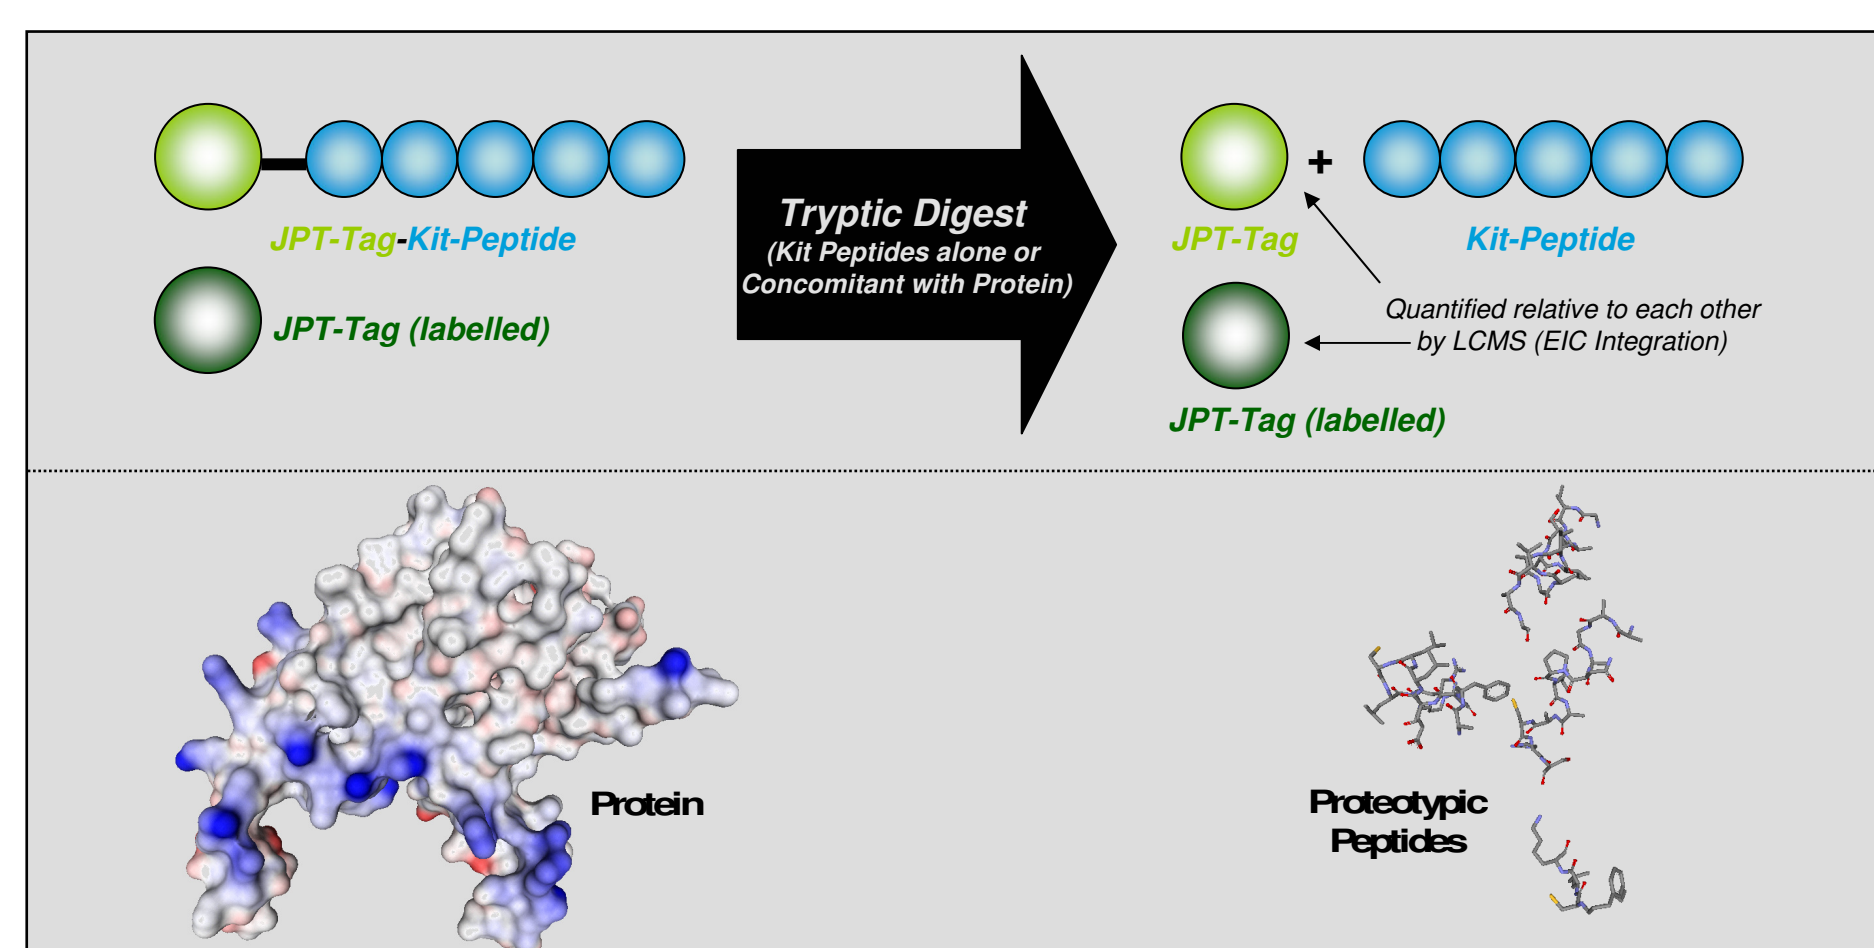 JPT-Tag-Kit-Peptide
JPT-Tag (labelled)
Tryptic Digest
(Kit Peptides alone or
Concomitant with Protein)
+
JPT-Tag
Kit-Peptide
Quantified relative to each other
by LCMS (EIC Integration)
JPT-Tag (labelled)
Protein
Proteotypic
Peptides